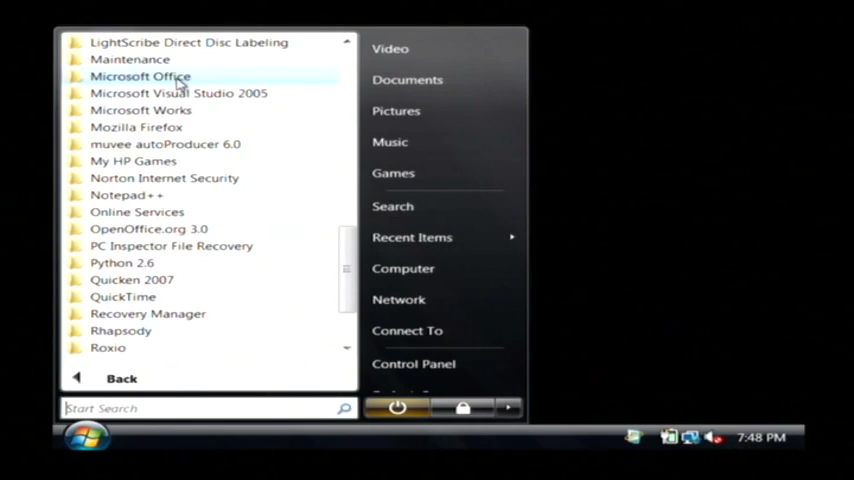 LightScribe Direct Disc Labeling
Maintenance
Microsoft Office
Microsoft Visual Studio 2005
Microsoft Works
Mozilla Firefox
muvee autoProducer 6.0
My HP Games
Norton Internet Security
Notepad++
Online Services
OpenOffice.org 3.0
PC Inspector File Recovery
Python 2.6
Quicken 2007
QuickTime
Recovery Manager
Rhapsody
Roxio
Back
Start Search
Video
Documents
Pictures
Music
Games
Search
Recent Items
Computer
Network
Connect To
Control Panel
7:48 PM